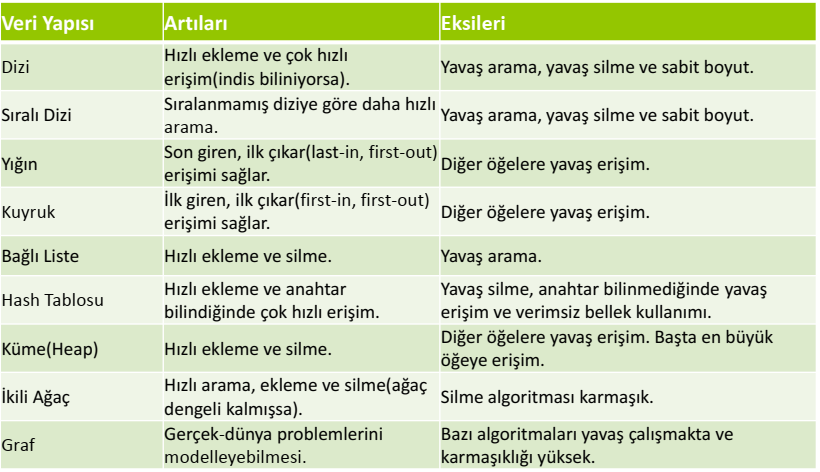 Veri Yapısı Artıları Eksileri
Dizi
Hızlı ekleme ve çok hızlı
erişim(indis biliniyorsa).
Yavaş arama, yavaş silme ve sabit boyut.
Sıralı Dizi
Sıralanmamış diziye göre daha hızlı
arama.
Yavaş arama, yavaş silme ve sabit boyut.
Yığın
Son giren, ilk çıkar(last-in, first-out)
erişimi sağlar.
Diğer öğelere yavaş erişim.
Kuyruk
İlk giren, ilk çıkar(first-in, first-out)
erişimi sağlar.
Diğer öğelere yavaş erişim.
Bağlı Liste
Hızlı ekleme ve silme.
Yavaş arama.
Hash Tablosu
Hızlı ekleme ve anahtar
bilindiğinde çok hızlı erişim.
Yavaş silme, anahtar bilinmediğinde yavaş
erişim ve verimsiz bellek kullanımı.
Küme(Heap)
Hızlı ekleme ve silme.
Diğer öğelere yavaş erişim. Başta en büyük
öğeye erişim.
İkili Ağaç
Hızlı arama, ekleme ve silme(ağaç
dengeli kalmışsa).
Silme algoritması karmaşık.
Graf
Gerçek-dünya problemlerini
modelleyebilmesi.
Bazı algoritmaları yavaş çalışmakta ve
karmaşıklığı yüksek.